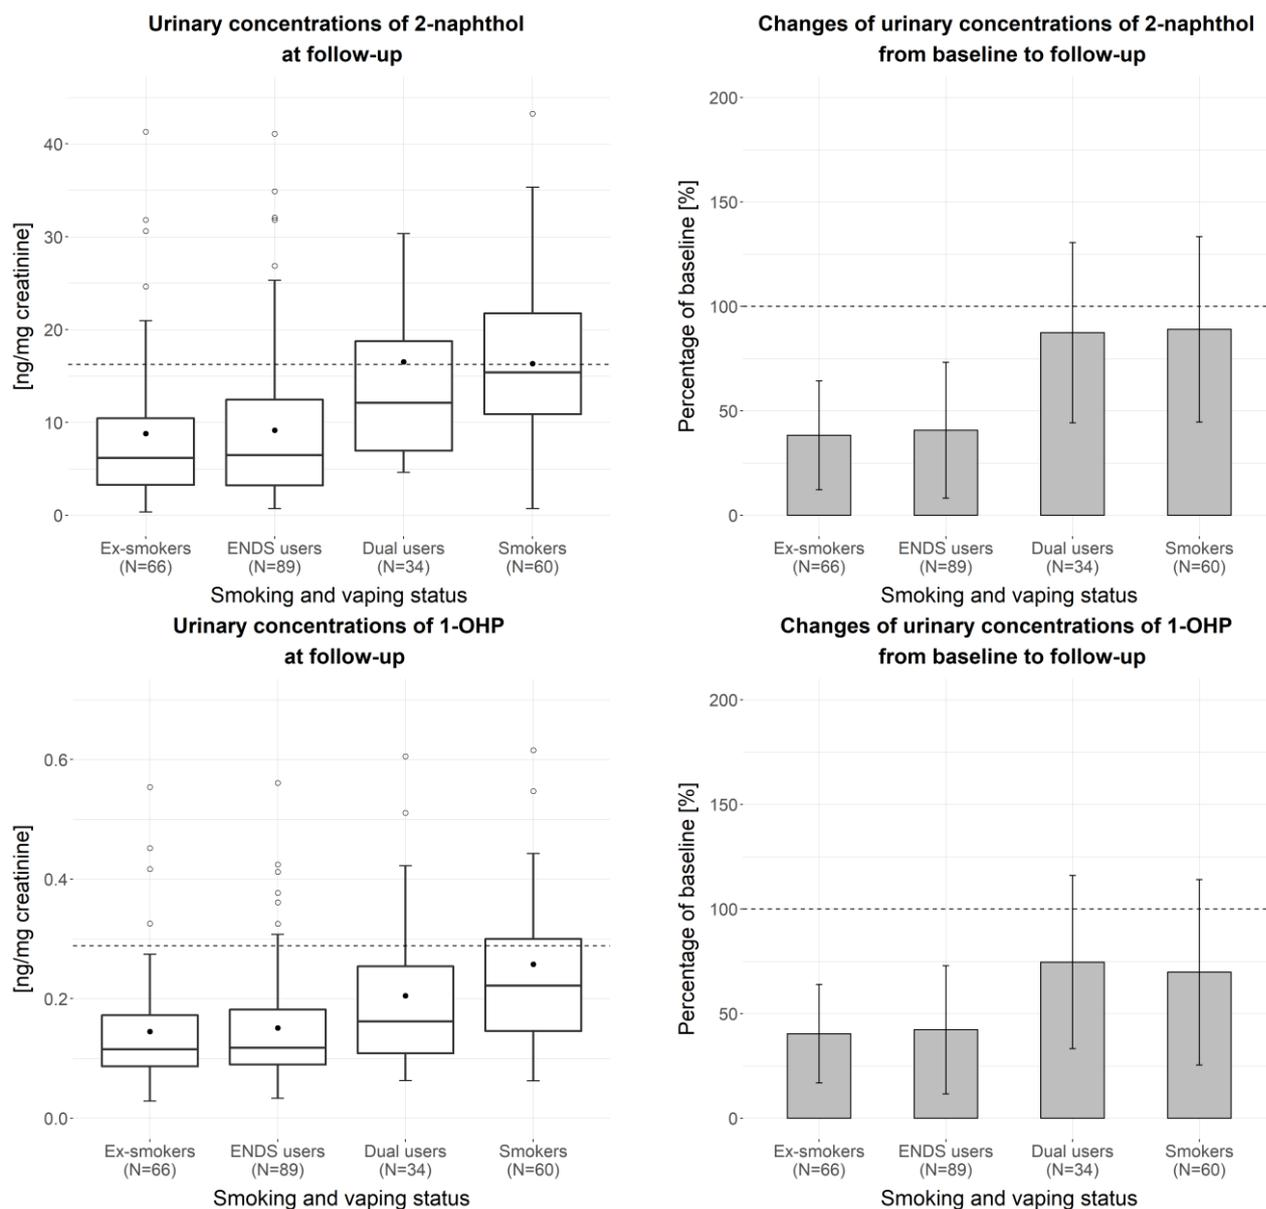 Urinary concentrations of 2-naphthol
at follow-up
[ng/mg creatinine]
40
30
20
10
0
Ex-smokers
(N=66)
ENDS users
(N=89)
Dual users
(N=34)
Smokers
(N=60)
Smoking and vaping status
Changes of urinary concentrations of 2-naphthol
from baseline to follow-up
Percentage of baseline [%]
200
150
100
50
0
Ex-smokers
(N=66)
ENDS users
(N=89)
Dual users
(N=34)
Smokers
(N=60)
Smoking and vaping status
Urinary concentrations of 1-OHP
at follow-up
[ng/mg creatinine]
0.6
0.4
0.2
0.0
Ex-smokers
(N=66)
ENDS users
(N=89)
Dual users
(N=34)
Smokers
(N=60)
Smoking and vaping status
Changes of urinary concentrations of 1-OHP
from baseline to follow-up
Percentage of baseline [%]
200
150
100
50
0
Ex-smokers
(N=66)
ENDS users
(N=89)
Dual users
(N=34)
Smokers
(N=60)
Smoking and vaping status